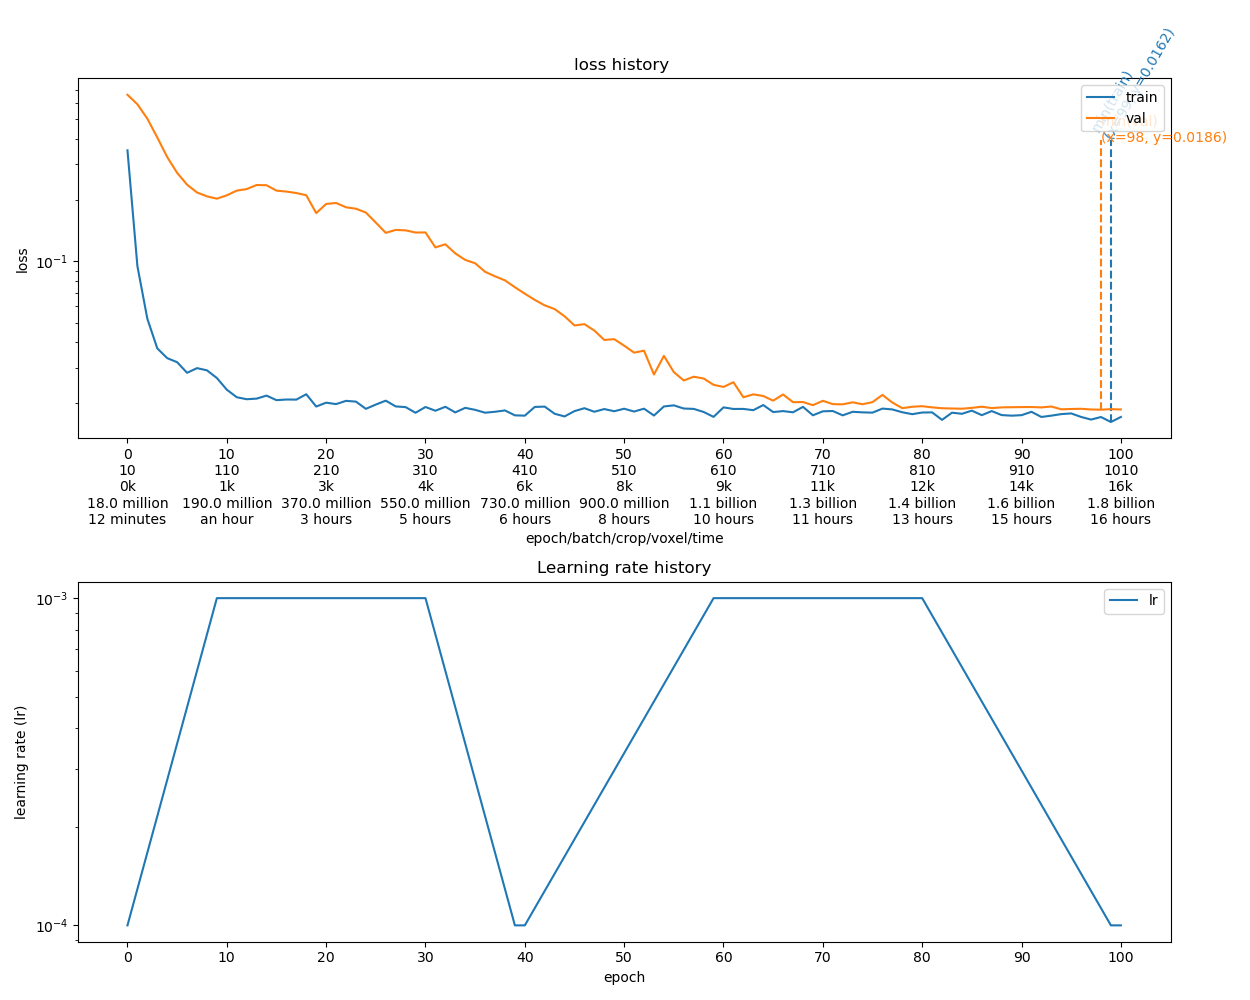 loss history
min(train)
(x=99, y=0.0162)
(x=98, y=0.0186)
train
val
loss
10^-1
0 10 20 30 40 50 60 70 80 90 100
10 110 210 310 410 510 610 710 810 910 1010
0k 1k 3k 4k 6k 8k 9k 11k 12k 14k 16k
18.0 million 190.0 million 370.0 million 550.0 million 730.0 million 900.0 million 1.1 billion 1.3 billion 1.4 billion 1.6 billion 1.8 billion
12 minutes an hour 3 hours 5 hours 6 hours 8 hours 10 hours 11 hours 13 hours 15 hours 16 hours
epoch/batch/crop/voxel/time
Learning rate history
lr
learning rate (lr)
10^-3
10^-4
0 10 20 30 40 50 60 70 80 90 100
epoch